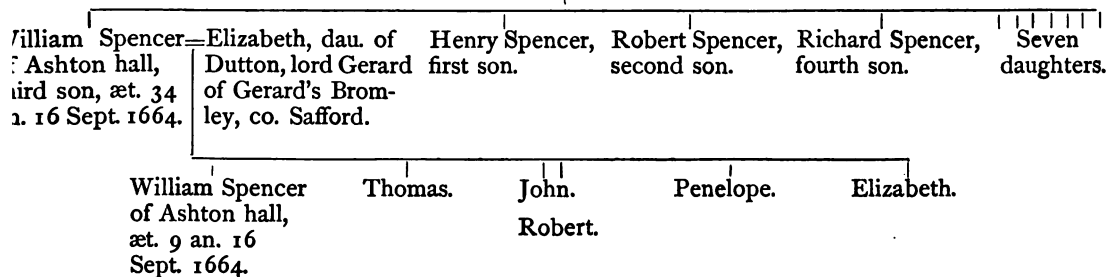 illiam Spencer=Elizabeth, dau. of
Ashton hall, Dutton, lord Gerard
ird son, æt. 34 of Gerard's Brom-
16 Sept. 1664. ley, co. Safford.
Henry Spencer,
first son.
Robert Spencer,
second son.
Richard Spencer,
fourth son.
Seven
daughters.
William Spencer
of Ashton hall,
æt. 9 an. 16
Sept. 1664.
Thomas.
John.
Robert.
Penelope.
Elizabeth.